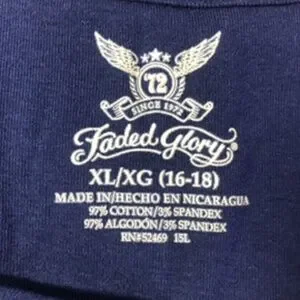 '72
SINCE 1972
Faded Glory®
XL/XG (16-18)
MADE IN/HECHO EN NICARAGUA
97% COTTON/3% SPANDEX
97% ALGODÓN/3% SPANDEX
RN#52469 15L